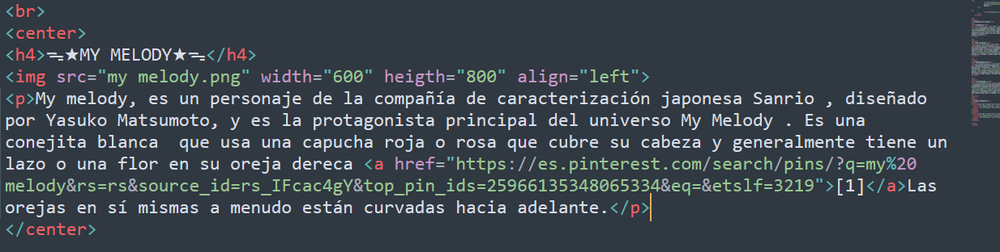 <br>
<center>
<h4>≒★MY MELODY★≒</h4>
<img src="my melody.png" width="600" heigth="800" align="left">
<p>My melody, es un personaje de la compañía de caracterización japonesa Sanrio , diseñado
por Yasuko Matsumoto, y es la protagonista principal del universo My Melody . Es una
conejita blanca  que usa una capucha roja o rosa que cubre su cabeza y generalmente tiene un
lazo o una flor en su oreja dereca <a href="https://es.pinterest.com/search/pins/?q=my%20
melody&rs=rs&source_id=rs_IFcac4gY&top_pin_ids=25966135348065334&eq=&etslf=3219">[1]</a>Las
orejas en sí mismas a menudo están curvadas hacia adelante.</p>
</center>